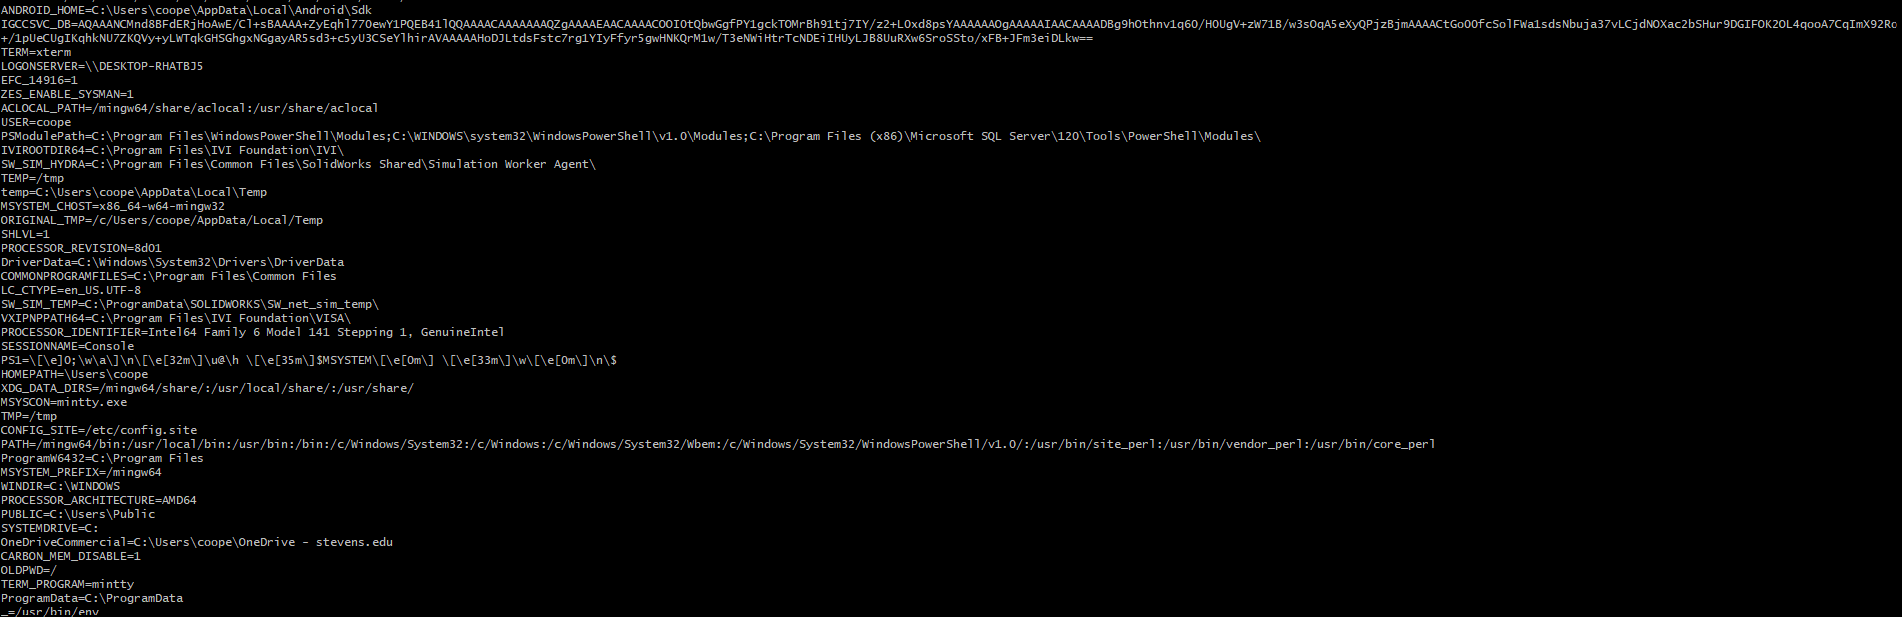 ANDROID_HOME=C:\Users\coope\AppData\Local\Android\Sdk
IGCCSVC_DB=AQAAANCMnd8BFdERjHoAwE/Cl+sBAAAA+ZyEqhl77OewY1PQEB41lQQAAAACAAAAAAAQZgAAAAEAACAAAACOOIOtQbwGgfPY1gckTOMrBh91tj7IY/z2+LOxd8psYAAAAAAOgAAAAAIAACAAAADBg9hOthnv1q6O/HOUgV+zW71B/w3sOqA5eXyQPjzBjmAAAACtGoOOfcSolFWa1sdsNbuja37vLCjdNOXac2bSHur9DGIFOK2OL4qooA7CqImX92Ro
+/1pUeCUgIKqhkNU7ZKQVy+yLWTqkGHSGhgxNGgayAR5sd3+c5yU3CSeYlhirAVAAAAAHoDJLtdsFstc7rg1YIyFfyr5gwHNKQrM1w/T3eNWiHtrTcNDEiIHUyLJB8UuRXw6SroSSto/xFB+JFm3eiDLkw==
TERM=xterm
LOGONSERVER=\\DESKTOP-RHATBJ5
EFC_14916=1
ZES_ENABLE_SYSMAN=1
ACLOCAL_PATH=/mingw64/share/aclocal:/usr/share/aclocal
USER=coope
PSModulePath=C:\Program Files\WindowsPowerShell\Modules;C:\WINDOWS\system32\WindowsPowerShell\v1.0\Modules;C:\Program Files (x86)\Microsoft SQL Server\120\Tools\PowerShell\Modules\
IVIROOTDIR64=C:\Program Files\IVI Foundation\IVI\
SW_SIM_HYDRA=C:\Program Files\Common Files\SolidWorks Shared\Simulation Worker Agent\
TEMP=/tmp
temp=C:\Users\coope\AppData\Local\Temp
MSYSTEM_CHOST=x86_64-w64-mingw32
ORIGINAL_TMP=/c/Users/coope/AppData/Local/Temp
SHLVL=1
PROCESSOR_REVISION=8d01
DriverData=C:\Windows\System32\Drivers\DriverData
COMMONPROGRAMFILES=C:\Program Files\Common Files
LC_CTYPE=en_US.UTF-8
SW_SIM_TEMP=C:\ProgramData\SOLIDWORKS\SW_net_sim_temp\
VXIPNPPATH64=C:\Program Files\IVI Foundation\VISA\
PROCESSOR_IDENTIFIER=Intel64 Family 6 Model 141 Stepping 1, GenuineIntel
SESSIONNAME=Console
PS1=\[\e]0;\w\a\]\n\[\e[32m\]\u@\h \[\e[35m\]$MSYSTEM\[\e[0m\] \[\e[33m\]\w\[\e[0m\]\n\$
HOMEPATH=\Users\coope
XDG_DATA_DIRS=/mingw64/share/:/usr/local/share/:/usr/share/
MSYSCON=mintty.exe
TMP=/tmp
CONFIG_SITE=/etc/config.site
PATH=/mingw64/bin:/usr/local/bin:/usr/bin:/bin:/c/Windows/System32:/c/Windows:/c/Windows/System32/Wbem:/c/Windows/System32/WindowsPowerShell/v1.0/:/usr/bin/site_perl:/usr/bin/vendor_perl:/usr/bin/core_perl
ProgramW6432=C:\Program Files
MSYSTEM_PREFIX=/mingw64
WINDIR=C:\WINDOWS
PROCESSOR_ARCHITECTURE=AMD64
PUBLIC=C:\Users\Public
SYSTEMDRIVE=C:
OneDriveCommercial=C:\Users\coope\OneDrive - stevens.edu
CARBON_MEM_DISABLE=1
OLDPWD=/
TERM_PROGRAM=mintty
ProgramData=C:\ProgramData
_=/usr/bin/env